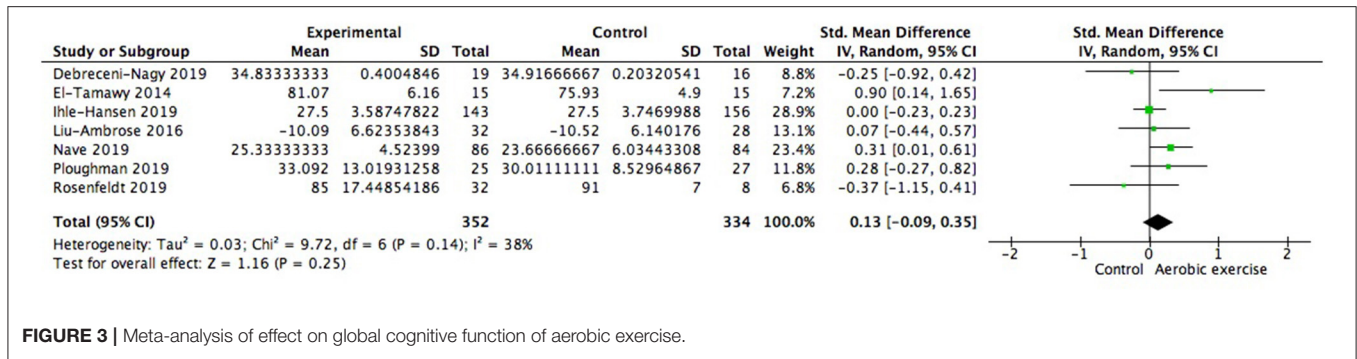 Experimental Control Std. Mean Difference Std. Mean Difference
Study or Subgroup Mean SD Total Mean SD Total Weight IV, Random, 95% CI IV, Random, 95% CI
Debreceni-Nagy 2019 34.83333333 0.4004846 19 34.91666667 0.20320541 16 8.8% -0.25 [-0.92, 0.42]
El-Tamawy 2014 81.07 6.16 15 75.93 4.9 15 7.2% 0.90 [0.14, 1.65]
Ihle-Hansen 2019 27.5 3.58747822 143 27.5 3.7469988 156 28.9% 0.00 [-0.23, 0.23]
Liu-Ambrose 2016 -10.09 6.62353843 32 -10.52 6.140176 28 13.1% 0.07 [-0.44, 0.57]
Nave 2019 25.33333333 4.52399 86 23.66666667 6.03443308 84 23.4% 0.31 [0.01, 0.61]
Ploughman 2019 33.092 13.01931258 25 30.01111111 8.52964867 27 11.8% 0.28 [-0.27, 0.82]
Rosenfeldt 2019 85 17.44854186 32 91 7 8 6.8% -0.37 [-1.15, 0.41]
Total (95% CI) 352 334 100.0% 0.13 [-0.09, 0.35]
Heterogeneity: Tau² = 0.03; Chi² = 9.72, df = 6 (P = 0.14); I² = 38%
Test for overall effect: Z = 1.16 (P = 0.25)
-2 -1 0 1 2
Control Aerobic exercise
FIGURE 3 | Meta-analysis of effect on global cognitive function of aerobic exercise.